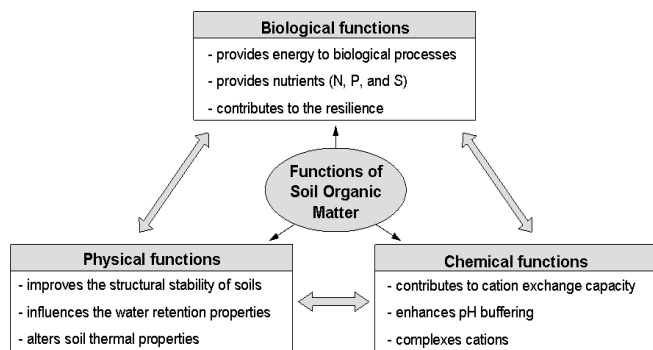 Biological functions
- provides energy to biological processes
- provides nutrients (N, P, and S)
- contributes to the resilience
Functions of
Soil Organic
Matter
Physical functions
- improves the structural stability of soils
- influences the water retention properties
- alters soil thermal properties
Chemical functions
- contributes to cation exchange capacity
- enhances pH buffering
- complexes cations